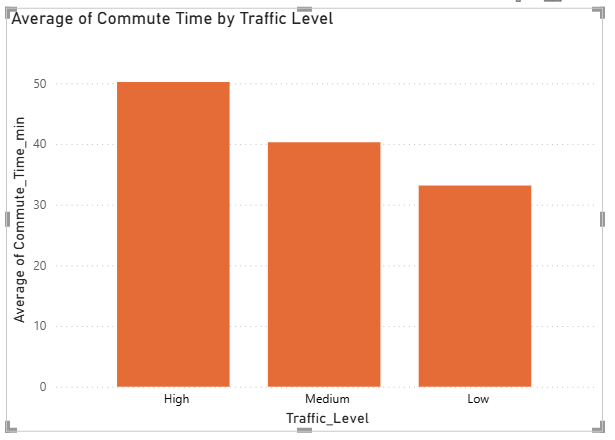 Average of Commute Time by Traffic Level
Average of Commute_Time_min
50
40
30
20
10
0
High Medium Low
Traffic_Level